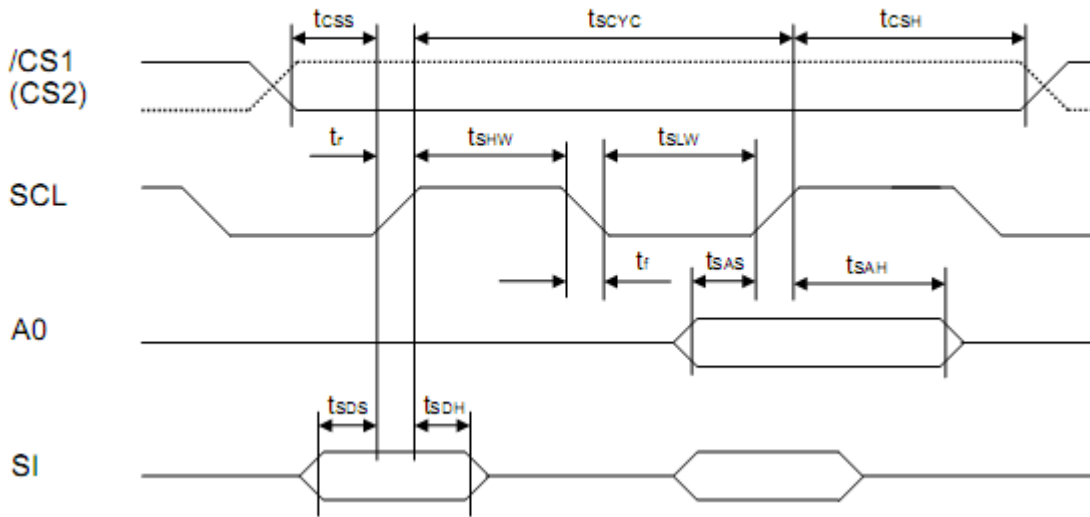 tCSS tSCYC tCSH
/CS1
(CS2)
tr tSHW tSLW
SCL
tf tSAS tSAH
A0
tSDS tSDH
SI